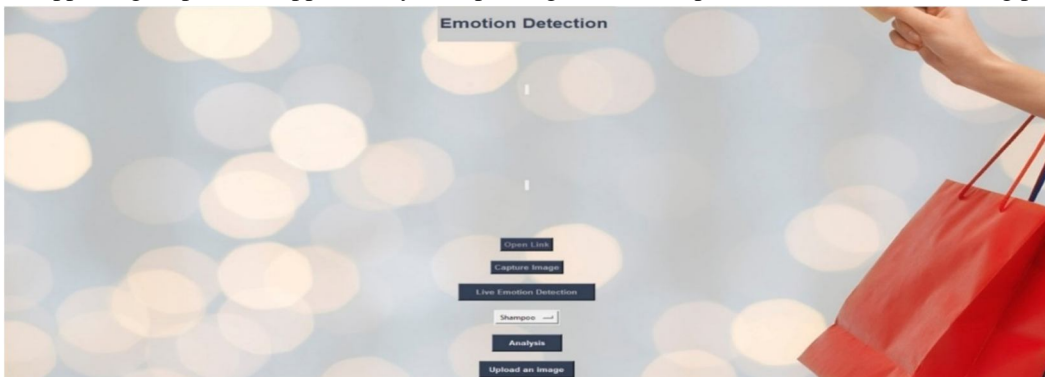 Emotion Detection
Open Link
Capture Image
Live Emotion Detection
Shampoo
Analysis
Upload an Image